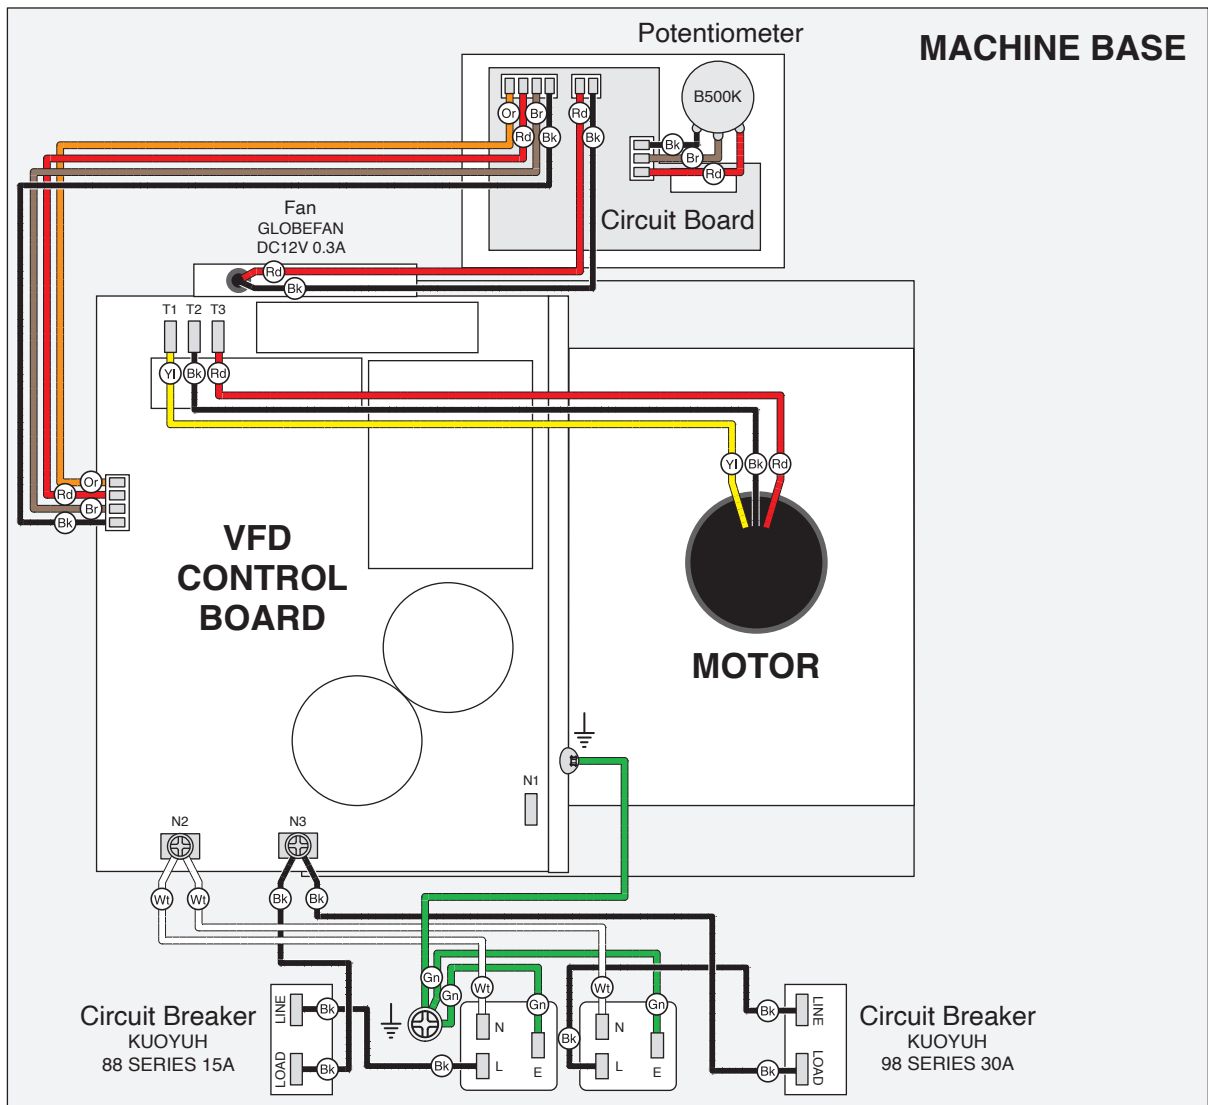 Potentiometer
MACHINE BASE
B500K
Or
Rd
Br
Bk
Rd
Bk
Bk
Br
Rd
Circuit Board
Fan
GLOBEFAN
DC12V 0.3A
Rd
Bk
T1 T2 T3
Yl Bk Rd
Yl Bk Rd
Or
Rd
Br
Bk
VFD
CONTROL
BOARD
MOTOR
N1
N2
N3
Wt Wt
Bk Bk
Gn
Gn
Wt
Gn
Wt
Gn
Circuit Breaker
KUOYUH
88 SERIES 15A
LINE
LOAD
Bk
Bk
Bk
N
L
E
Bk
N
L
E
Bk
Bk
LINE
LOAD
Circuit Breaker
KUOYUH
98 SERIES 30A